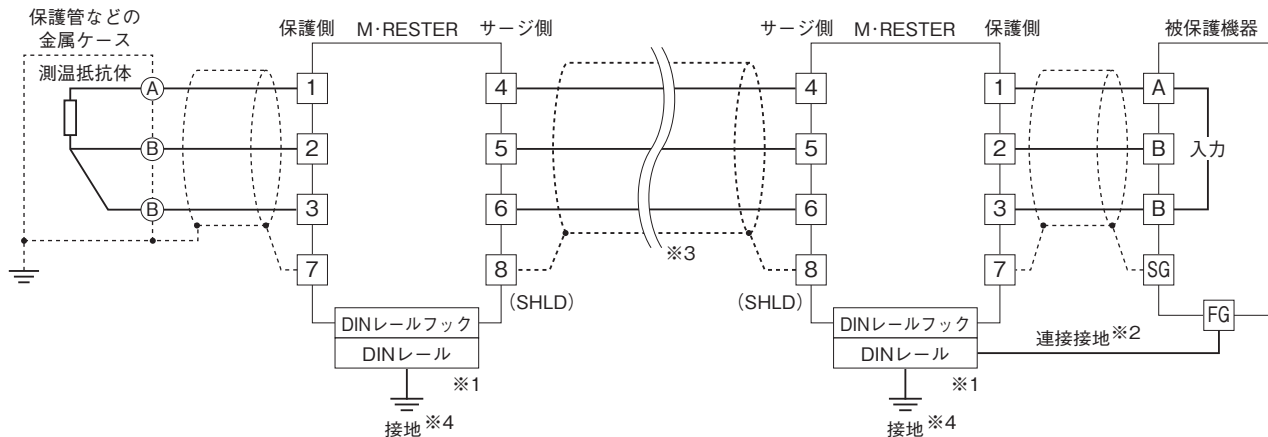 保護管などの
金属ケース
保護側 M・RESTER サージ側
サージ側 M・RESTER 保護側
被保護機器
測温抵抗体
A 1 4 4 1 A
B 2 5 5 2 B 入力
B 3 6 6 3 B
※3
7 8 8 7 SG
(SHLD) (SHLD)
DINレールフック DINレールフック FG
DINレール DINレール 連接接地※2
※1 ※1
接地※4 接地※4